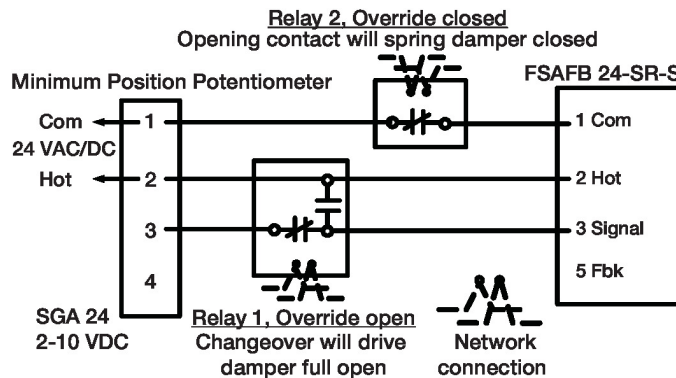 Relay 2, Override closed
Opening contact will spring damper closed
Minimum Position Potentiometer
FSAFB 24-SR-S
Com
1
1 Com
24 VAC/DC
Hot
2
2 Hot
3
3 Signal
4
5 Fbk
SGA 24
2-10 VDC
Relay 1, Override open
Changeover will drive
damper full open
Network
connection